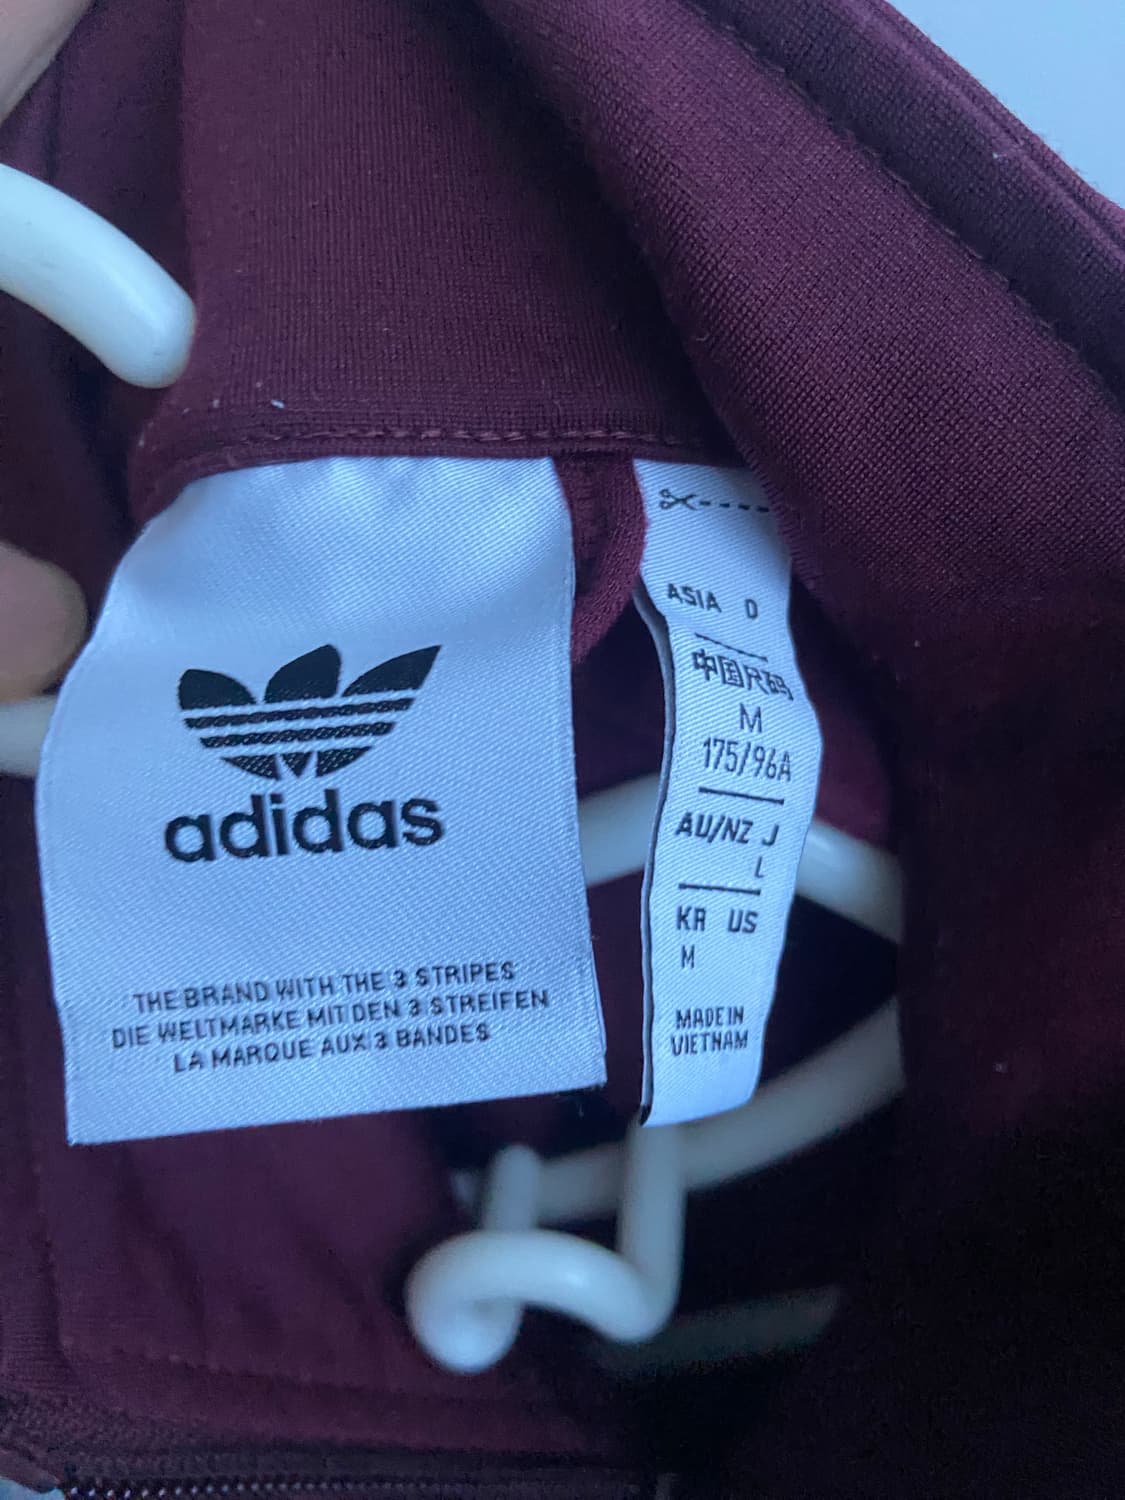 adidas
THE BRAND WITH THE 3 STRIPES
DIE WELTMARKE MIT DEN 3 STREIFEN
LA MARQUE AUX 3 BANDES
ASIA D
中国尺码
M
175/96A
AU/NZ J
L
KR US
M
MADE IN
VIETNAM